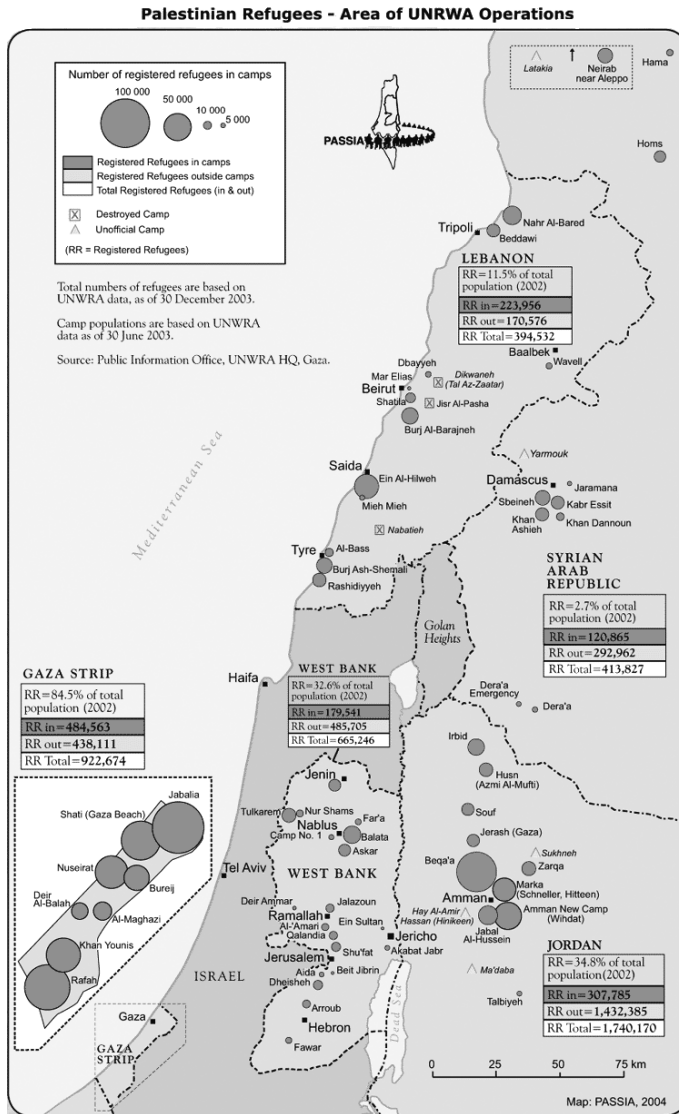 Palestinian Refugees - Area of UNRWA Operations
Number of registered refugees in camps
100 000
50 000
10 000
5 000
Registered Refugees in camps
Registered Refugees outside camps
Total Registered Refugees (in & out)
Destroyed Camp
Unofficial Camp
(RR = Registered Refugees)
Total numbers of refugees are based on
UNWRA data, as of 30 December 2003.
Camp populations are based on UNWRA
data as of 30 June 2003.
Source: Public Information Office, UNWRA HQ, Gaza.
PASSIA
Latakia
Neirab
near Aleppo
Hama
Homs
Nahr Al-Bared
Tripoli
Beddawi
LEBANON
RR=11.5% of total
population (2002)
RR in=223,956
RR out=170,576
RR Total=394,532
Baalbek
Wavell
Dbayyeh
Mar Elias
Dikwaneh
(Tal Az-Zaatar)
Beirut
Shatila
Jisr Al-Pasha
Burj Al-Barajneh
Mediterranean Sea
Yarmouk
Saida
Ein Al-Hilweh
Mieh Mieh
Damascus
Jaramana
Sbeineh
Kabr Essit
Khan
Ashieh
Khan Dannoun
Nabatieh
Tyre
Al-Bass
Burj Ash-Shemali
Rashidiyyeh
SYRIAN
ARAB
REPUBLIC
RR=2.7% of total
population (2002)
RR in=120,865
RR out=292,962
RR Total=413,827
Golan
Heights
GAZA STRIP
RR=84.5% of total
population (2002)
RR in=484,563
RR out=438,111
RR Total=922,674
Haifa
WEST BANK
RR=32.6% of total
population (2002)
RR in=179,541
RR out=485,705
RR Total=665,246
Dera'a
Emergency
Dera'a
Irbid
Husn
(Azmi Al-Mufti)
Jabalia
Shati (Gaza Beach)
Nuseirat
Bureij
Deir
Al-Balah
Al-Maghazi
Khan Younis
Rafah
Jenin
Tulkarem
Nur Shams
Far'a
Nablus
Camp No. 1
Balata
Askar
Souf
Jerash (Gaza)
Sukhneh
Beqa'a
Zarqa
Marka
(Schneller, Hitteen)
Amman
Amman New Camp
(Wihdat)
Hay Al-Amir
Hassan (Hinikeen)
Jabal
Al-Hussein
Tel Aviv
WEST BANK
Deir Ammar
Jalazoun
Ramallah
Al-'Amari
Qalandia
Ein Sultan
Jericho
Shu'fat
Akabat Jabr
Jerusalem
Aida
Beit Jibrin
Dheisheh
ISRAEL
Arroub
Hebron
Fawar
Dead Sea
Ma'daba
Talbiyeh
JORDAN
RR=34.8% of total
population(2002)
RR in=307,785
RR out=1,432,385
RR Total=1,740,170
Gaza
GAZA
STRIP
0 25 50 75 km
Map: PASSIA, 2004